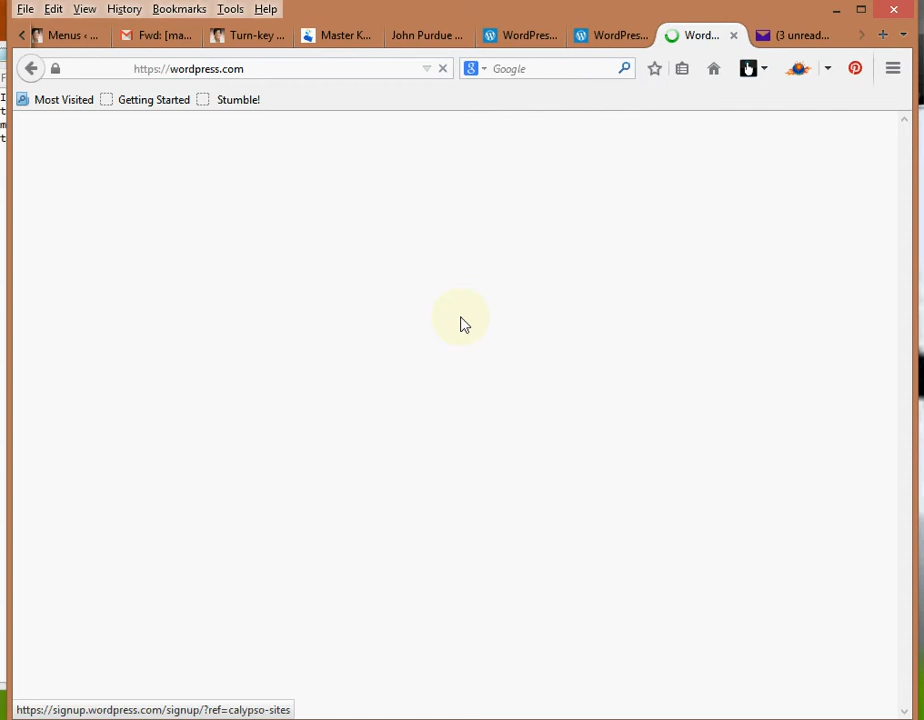 File Edit View History Bookmarks Tools Help
Menus ‹ ... Fwd: [ma... Turn-key ... Master K... John Purdue ... WordPres... WordPres... Word... (3 unread...
https://wordpress.com Google
Most Visited Getting Started Stumble!
https://signup.wordpress.com/signup/?ref=calypso-sites